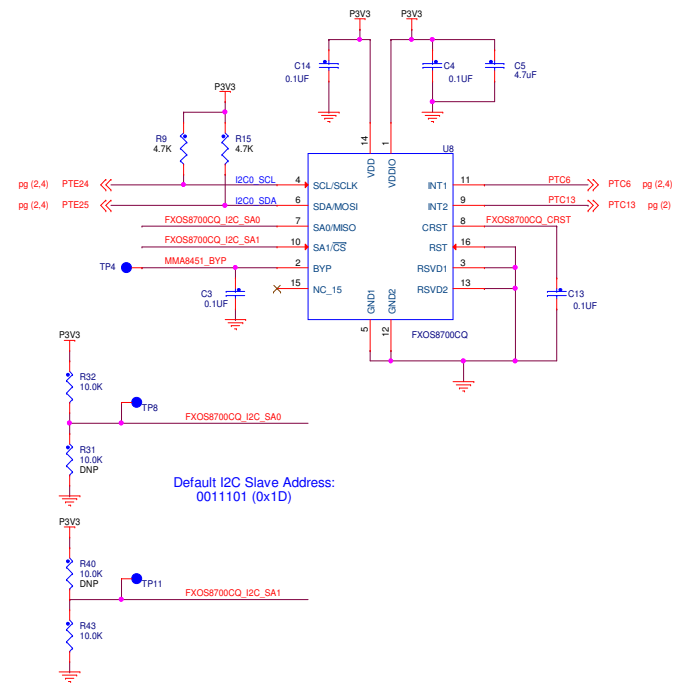 P3V3
P3V3
C14
0.1UF
C4
0.1UF
C5
4.7uF
P3V3
R9
4.7K
R15
4.7K
14
1
U8
VDD
VDDIO
pg (2,4) PTE24 I2C0_SCL 4 SCL/SCLK
INT1 11 PTC6 PTC6 pg (2,4)
pg (2,4) PTE25 I2C0_SDA 6 SDA/MOSI
INT2 9 PTC13 PTC13 pg (2)
FXOS8700CQ_I2C_SA0 7 SA0/MISO
CRST 8 FXOS8700CQ_CRST
FXOS8700CQ_I2C_SA1 10 SA1/CS
RST 16
TP4 MMA8451_BYP 2 BYP
RSVD1 3
15 NC_15
RSVD2 13
C3
0.1UF
C13
0.1UF
GND1
GND2
5
12
FXOS8700CQ
P3V3
R32
10.0K
TP8
FXOS8700CQ_I2C_SA0
R31
10.0K
DNP
Default I2C Slave Address:
0011101 (0x1D)
P3V3
R40
10.0K
DNP
TP11
FXOS8700CQ_I2C_SA1
R43
10.0K